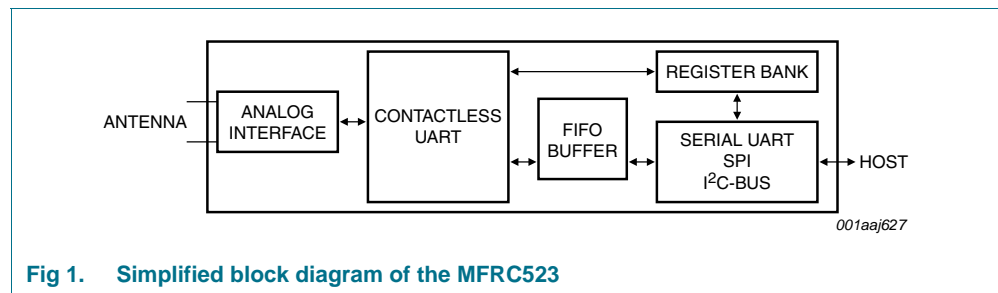 ANTENNA
ANALOG
INTERFACE
CONTACTLESS
UART
FIFO
BUFFER
REGISTER BANK
SERIAL UART
SPI
I²C-BUS
HOST
001aaj627
Fig 1. Simplified block diagram of the MFRC523